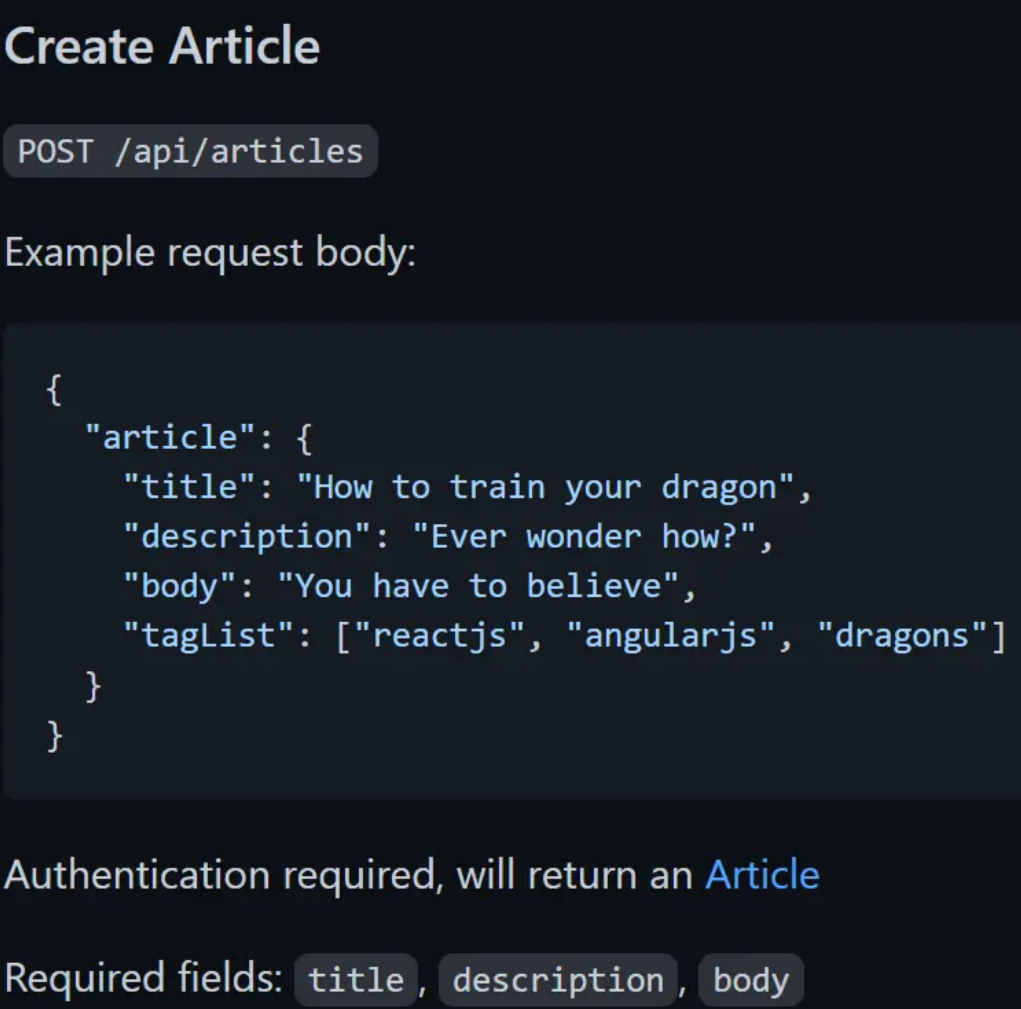 Create Article
POST /api/articles
Example request body:
{
  "article": {
    "title": "How to train your dragon",
    "description": "Ever wonder how?",
    "body": "You have to believe",
    "tagList": ["reactjs", "angularjs", "dragons"]
  }
}
Authentication required, will return an Article
Required fields: title, description, body